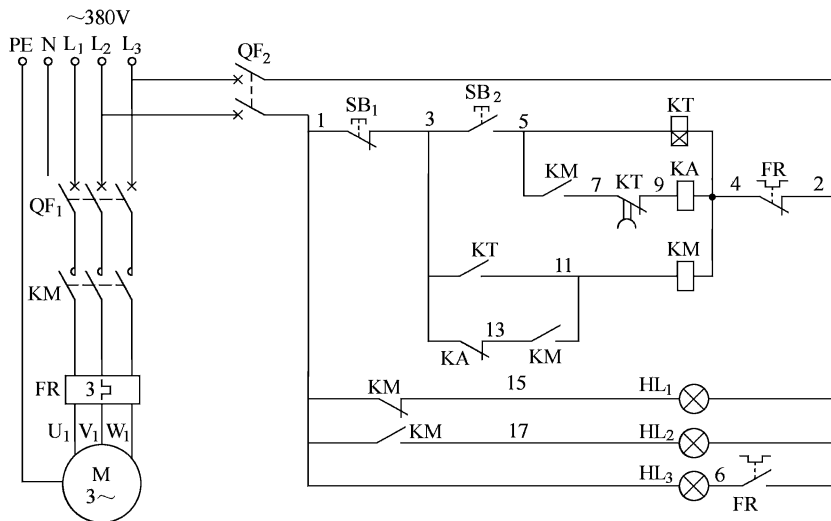 ~380V
PE N L₁ L₂ L₃
QF₂
1 SB₁ 3 SB₂ 5 KT
KM 7 KT 9 KA 4 FR 2
QF₁
KT 11 KM
KM
13
KA KM
FR 3
KM 15 HL₁
U₁ V₁ W₁
KM 17 HL₂
M
3~
HL₃ 6
FR